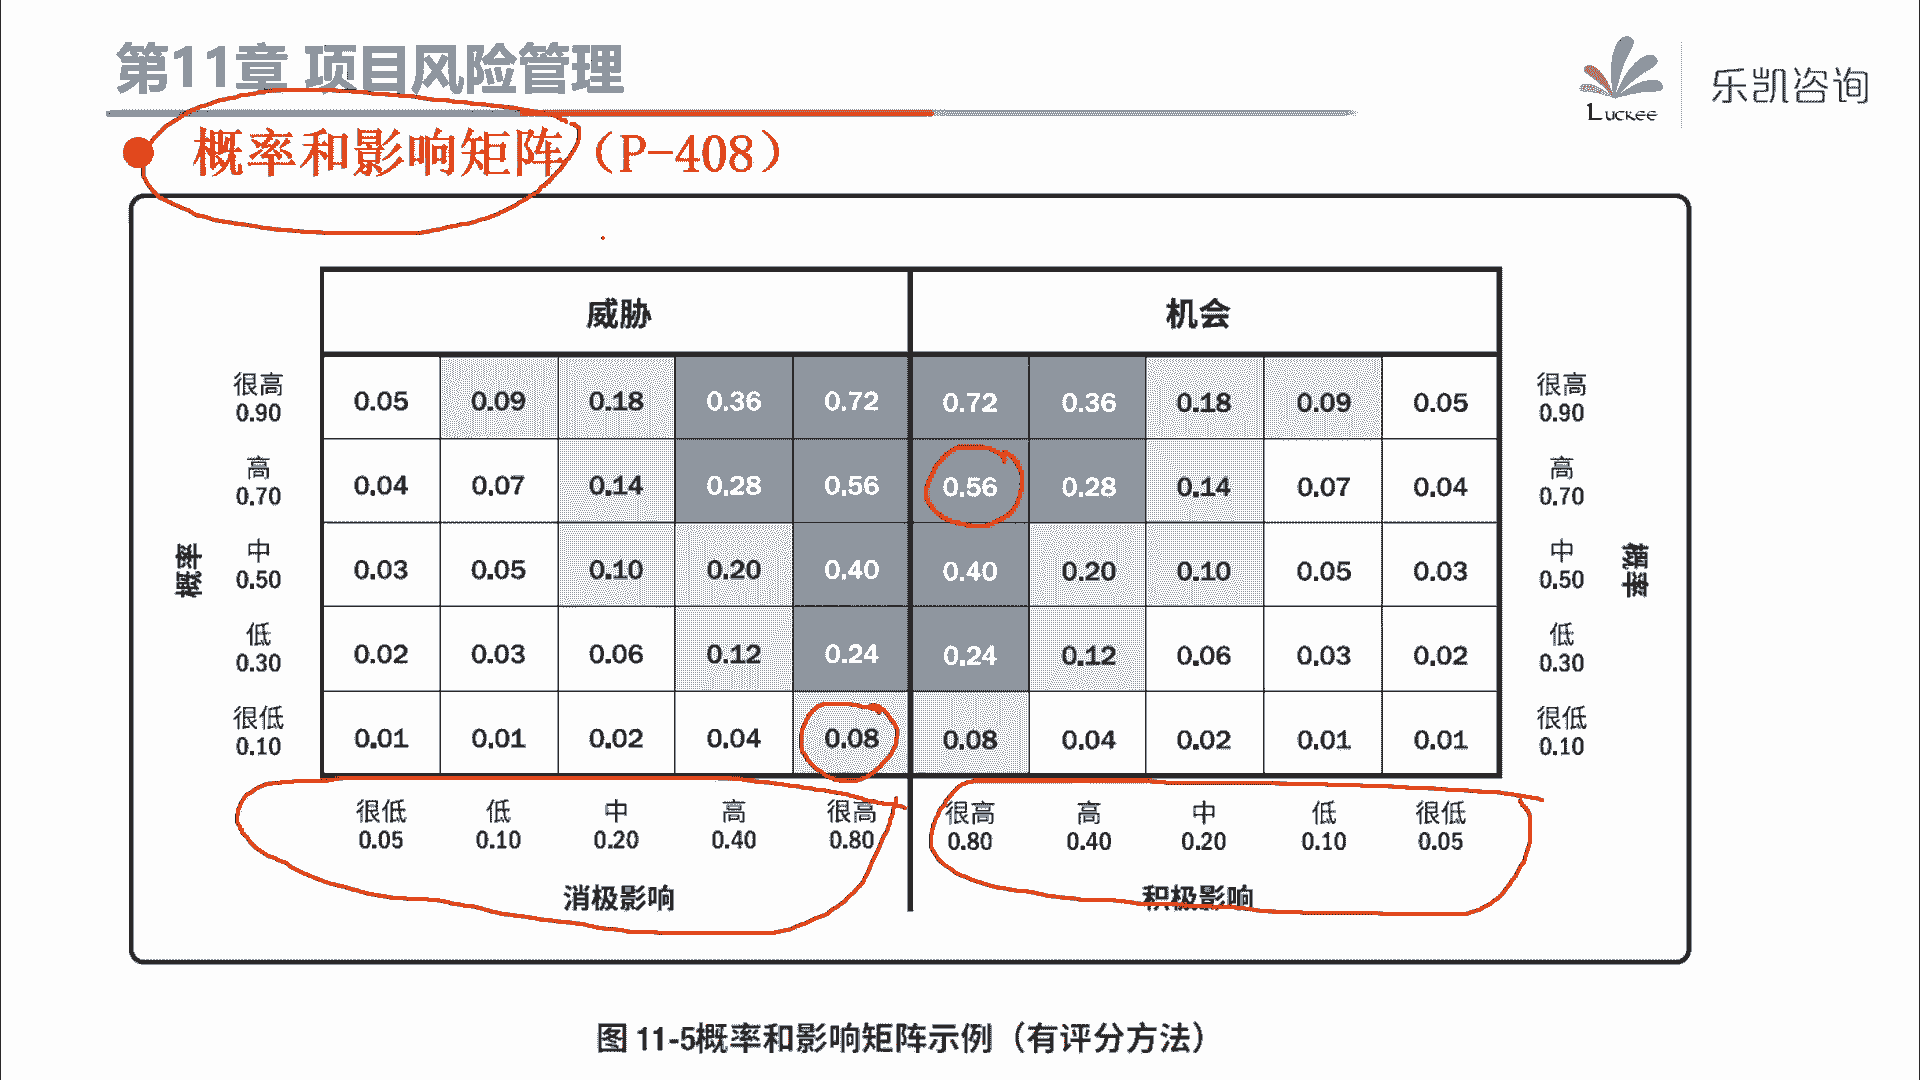 第11章 项目风险管理
Luckee
乐凯咨询
概率和影响矩阵（P-408）
威胁 机会
很高 0.05 0.09 0.18 0.36 0.72 0.72 0.36 0.18 0.09 0.05 很高
0.90 0.90
高 0.04 0.07 0.14 0.28 0.56 0.56 0.28 0.14 0.07 0.04 高
0.70 0.70
概率 中 0.03 0.05 0.10 0.20 0.40 0.40 0.20 0.10 0.05 0.03 中 概率
0.50 0.50
低 0.02 0.03 0.06 0.12 0.24 0.24 0.12 0.06 0.03 0.02 低
0.30 0.30
很低 0.01 0.01 0.02 0.04 0.08 0.08 0.04 0.02 0.01 0.01 很低
0.10 0.10
很低 低 中 高 很高 很高 高 中 低 很低
0.05 0.10 0.20 0.40 0.80 0.80 0.40 0.20 0.10 0.05
消极影响 积极影响
图 11-5概率和影响矩阵示例（有评分方法）